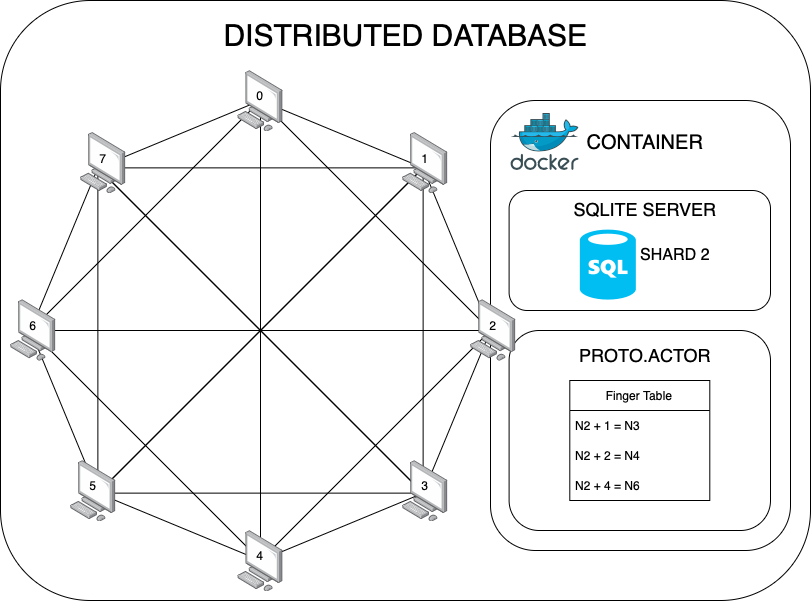 DISTRIBUTED DATABASE
0
7
1
6
2
5
3
4
docker
CONTAINER
SQLITE SERVER
SQL
SHARD 2
PROTO.ACTOR
Finger Table
N2 + 1 = N3
N2 + 2 = N4
N2 + 4 = N6